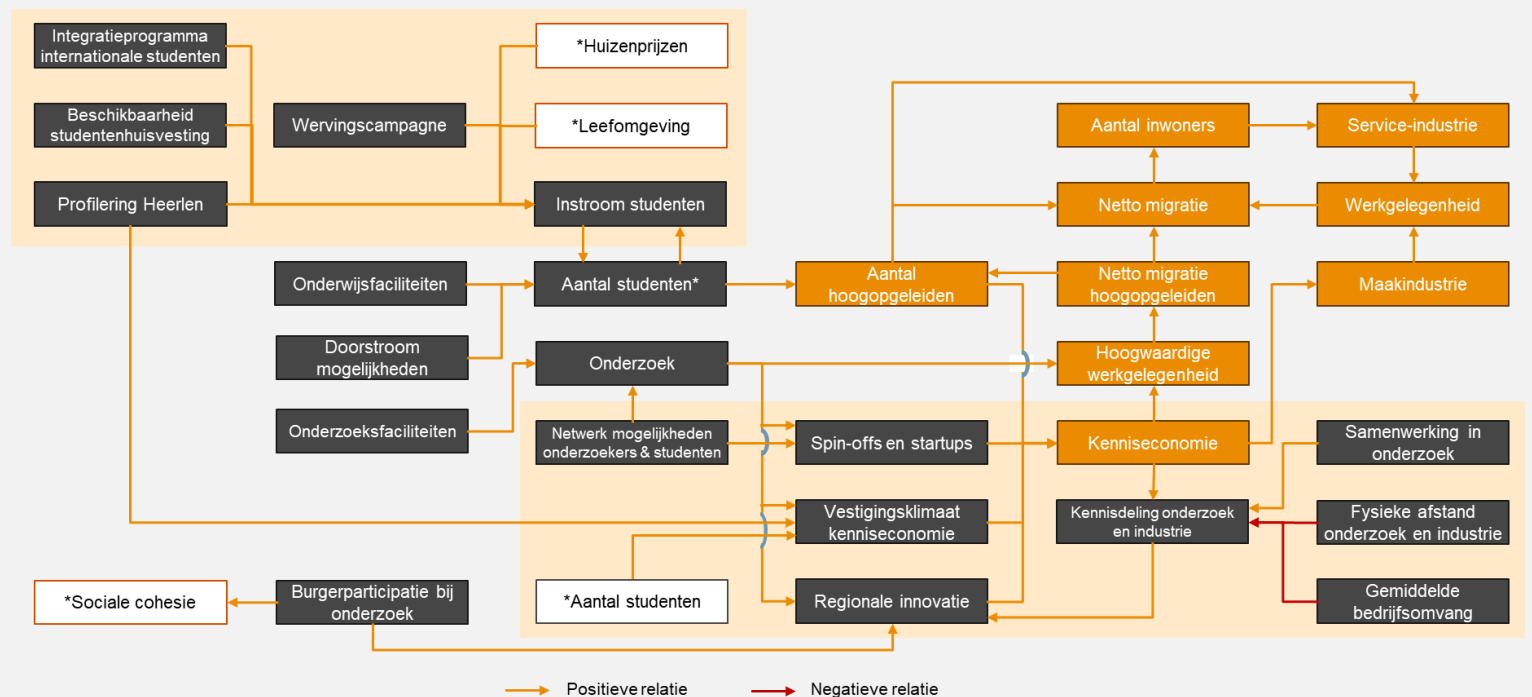 Integratieprogramma
internationale studenten
*Huizenprijzen
Beschikbaarheid
studentenhuisvesting
Wervingscampagne
*Leefomgeving
Aantal inwoners
Service-industrie
Profilering Heerlen
Instroom studenten
Netto migratie
Werkgelegenheid
Onderwijsfaciliteiten
Aantal studenten*
Aantal
hoogopgeleiden
Netto migratie
hoogopgeleiden
Maakindustrie
Doorstroom
mogelijkheden
Onderzoek
Hoogwaardige
werkgelegenheid
Onderzoeksfaciliteiten
Netwerk mogelijkheden
onderzoekers & studenten
Spin-offs en startups
Kenniseconomie
Samenwerking in
onderzoek
Vestigingsklimaat
kenniseconomie
Kennisdeling onderzoek
en industrie
Fysieke afstand
onderzoek en industrie
*Sociale cohesie
Burgerparticipatie bij
onderzoek
*Aantal studenten
Regionale innovatie
Gemiddelde
bedrijfsomvang
Positieve relatie
Negatieve relatie